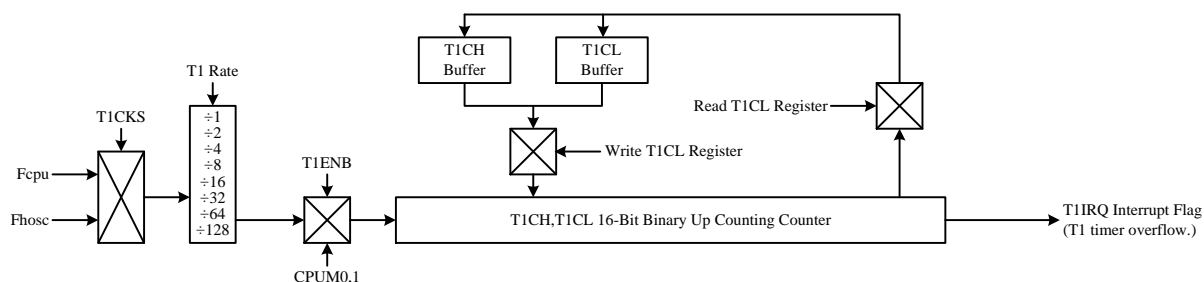 T1CH
Buffer
T1CL
Buffer
T1 Rate
Read T1CL Register
T1CKS
÷1
÷2
÷4
÷8
÷16
÷32
÷64
÷128
Write T1CL Register
T1ENB
Fcpu
Fhosc
T1CH,T1CL 16-Bit Binary Up Counting Counter
T1IRQ Interrupt Flag
(T1 timer overflow.)
CPUM0,1